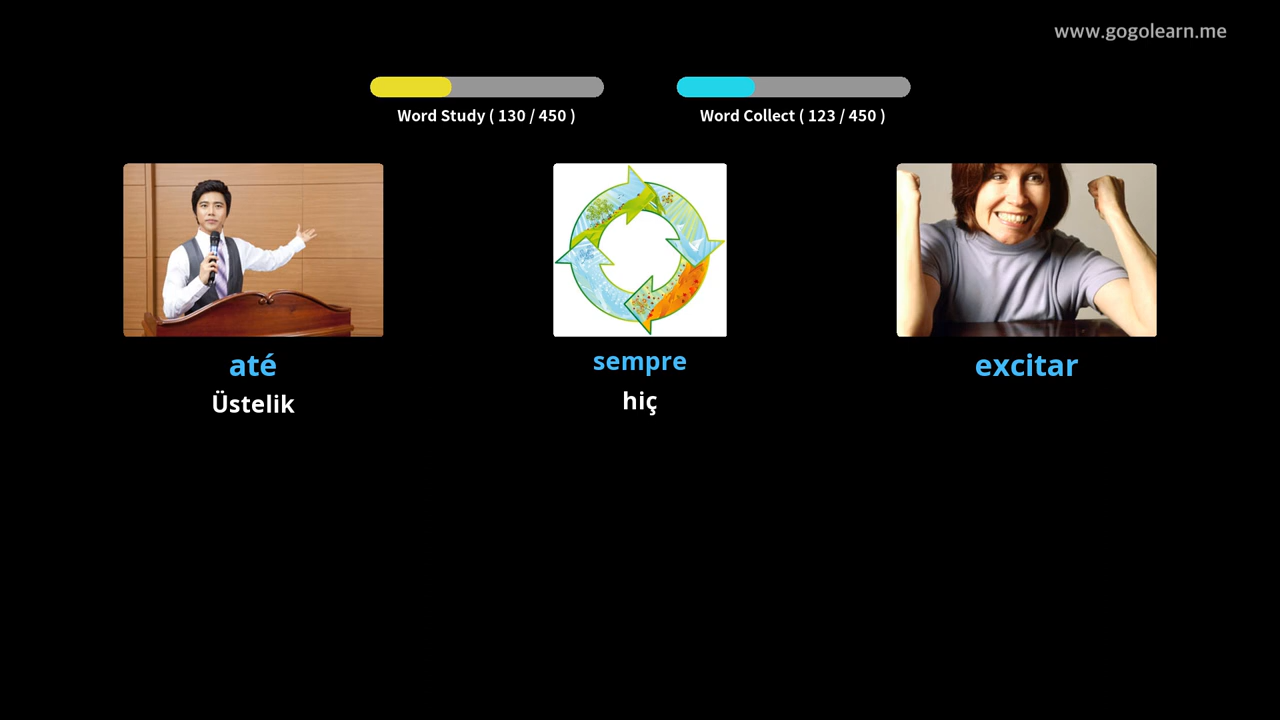 www.gogolearn.me
Word Study ( 130 / 450 )
Word Collect ( 123 / 450 )
até
sempre
excitar
Üstelik
hiç